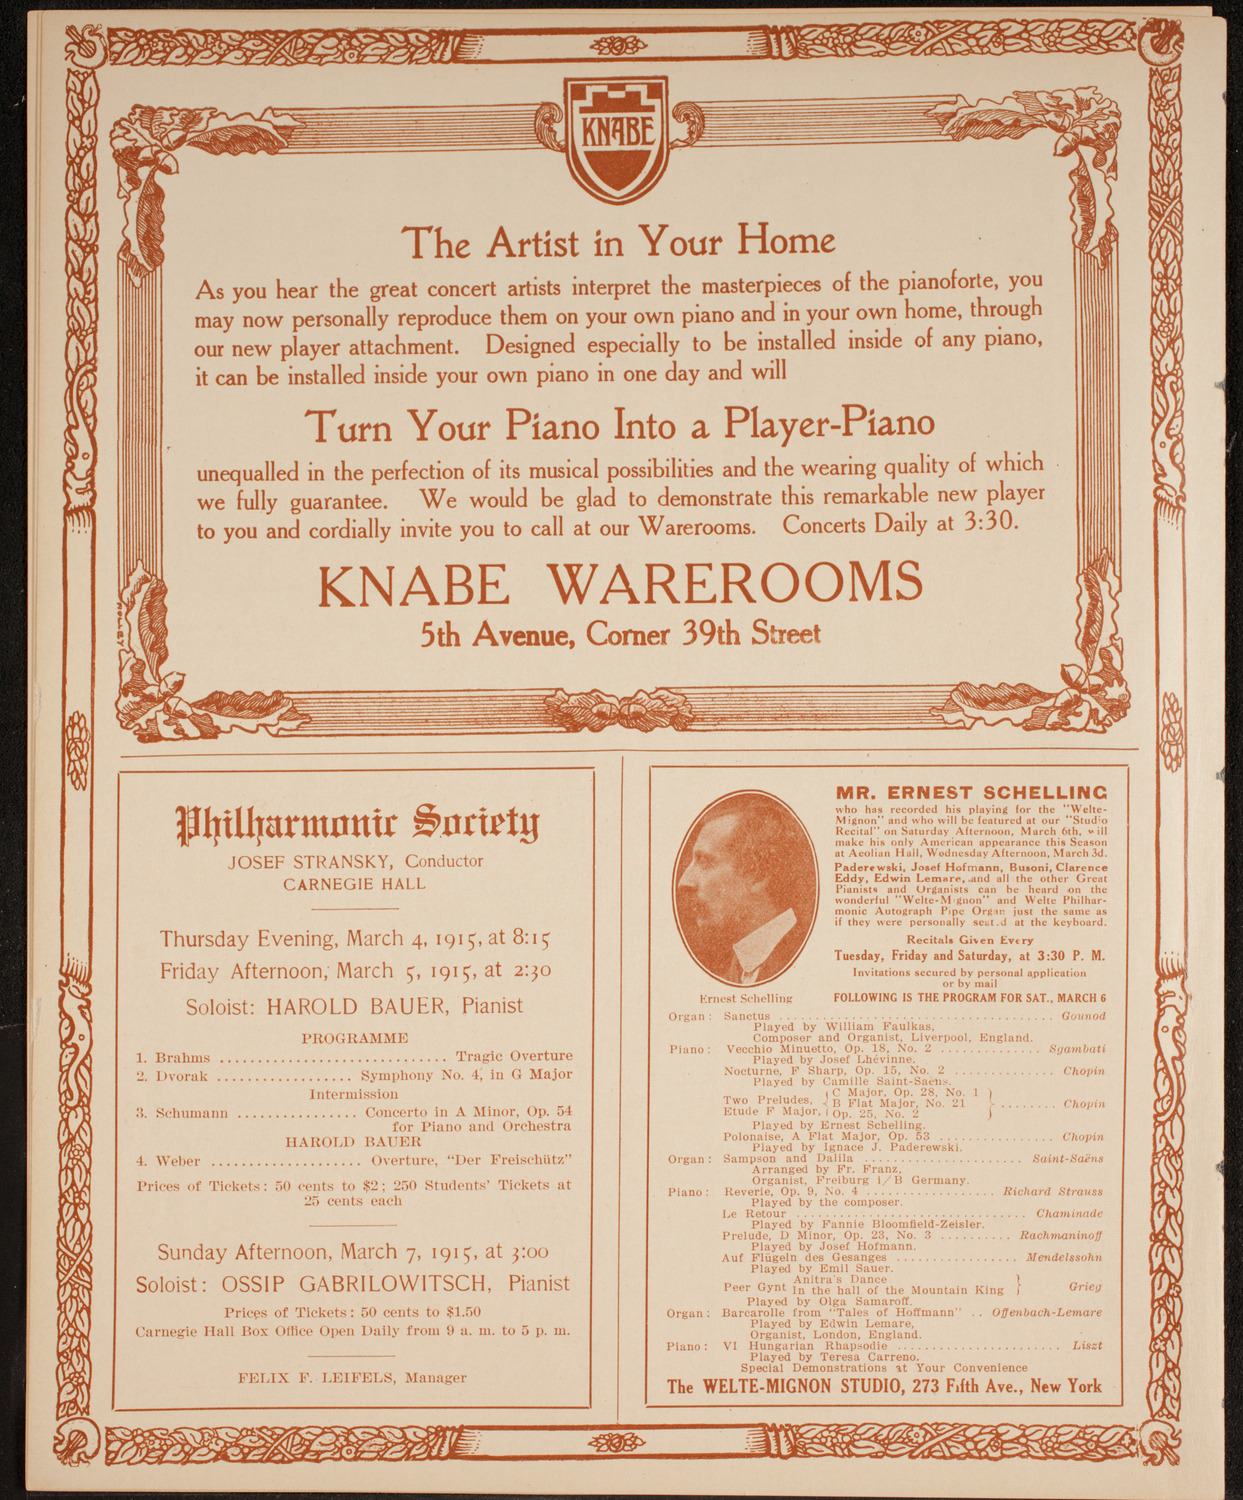 KNABE
The Artist in Your Home
As you hear the great concert artists interpret the masterpieces of the pianoforte, you
may now personally reproduce them on your own piano and in your own home, through
our new player attachment. Designed especially to be installed inside of any piano,
it can be installed inside your own piano in one day and will
Turn Your Piano Into a Player-Piano
unequalled in the perfection of its musical possibilities and the wearing quality of which
we fully guarantee. We would be glad to demonstrate this remarkable new player
to you and cordially invite you to call at our Warerooms. Concerts Daily at 3:30.
KNABE WAREROOMS
5th Avenue, Corner 39th Street
Philharmonic Society
JOSEF STRANSKY, Conductor
CARNEGIE HALL
Thursday Evening, March 4, 1915, at 8:15
Friday Afternoon, March 5, 1915, at 2:30
Soloist: HAROLD BAUER, Pianist
PROGRAMME
1. Brahms ............................ Tragic Overture
2. Dvorak ................. Symphony No. 4, in G Major
Intermission
3. Schumann ............... Concerto in A Minor, Op. 54
for Piano and Orchestra
HAROLD BAUER
4. Weber ................... Overture, "Der Freischütz"
Prices of Tickets: 50 cents to $2; 250 Students' Tickets at
25 cents each
Sunday Afternoon, March 7, 1915, at 3:00
Soloist: OSSIP GABRILOWITSCH, Pianist
Prices of Tickets: 50 cents to $1.50
Carnegie Hall Box Office Open Daily from 9 a. m. to 5 p. m.
FELIX F. LEIFELS, Manager
MR. ERNEST SCHELLING
who has recorded his playing for the "Welte-
Mignon" and who will be featured at our "Studio
Recital" on Saturday Afternoon, March 6th, will
make his only American appearance this Season
at Aeolian Hall, Wednesday Afternoon, March 3d.
Paderewski, Josef Hofmann, Busoni, Clarence
Eddy, Edwin Lemare, and all the other Great
Pianists and Organists can be heard on the
wonderful "Welte-Mignon" and Welte Philhar-
monic Autograph Pipe Organ just the same as
if they were personally seated at the keyboard.
Recitals Given Every
Tuesday, Friday and Saturday, at 3:30 P. M.
Invitations secured by personal application
or by mail
Ernest Schelling
FOLLOWING IS THE PROGRAM FOR SAT., MARCH 6
Organ: Sanctus .................................... Gounod
Played by William Faulkas,
Composer and Organist, Liverpool, England.
Piano: Vecchio Minuetto, Op. 18, No. 2 .............. Sgambati
Played by Josef Lhévinne.
Nocturne, F Sharp, Op. 15, No. 2 .............. Chopin
Played by Camille Saint-Saëns.
Two Preludes, { C Major, Op. 28, No. 1
B Flat Major, No. 21 } ........ Chopin
Etude F Major, { Op. 25, No. 2
Played by Ernest Schelling.
Polonaise, A Flat Major, Op. 53 ................ Chopin
Played by Ignace J. Paderewski.
Organ: Sampson and Dalila ...................... Saint-Saëns
Arranged by Fr. Franz,
Organist, Freiburg i/B Germany.
Piano: Reverie, Op. 9, No. 4 .................. Richard Strauss
Played by the composer.
Le Retour ................................ Chaminade
Played by Fannie Bloomfield-Zeisler.
Prelude, D Minor, Op. 23, No. 3 ........... Rachmaninoff
Played by Josef Hofmann.
Auf Flügeln des Gesanges ................. Mendelssohn
Played by Emil Sauer.
Anitra's Dance
Peer Gynt In the hall of the Mountain King } Grieg
Played by Olga Samaroff.
Organ: Barcarolle from "Tales of Hoffmann" .. Offenbach-Lemare
Played by Edwin Lemare,
Organist, London, England.
Piano: VI Hungarian Rhapsodie ....................... Liszt
Played by Teresa Carreno.
Special Demonstrations at Your Convenience
The WELTE-MIGNON STUDIO, 273 Fifth Ave., New York